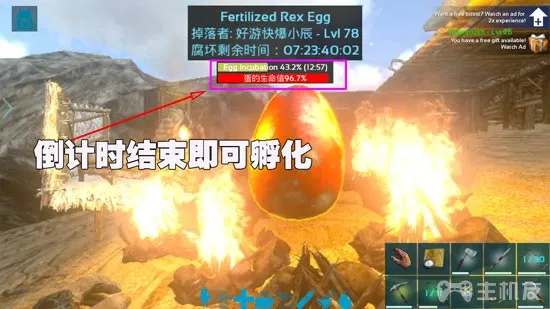 Fertilized Rex Egg
掉落者: 好游快爆小辰 - Lvl 78
腐坏剩余时间：07:23:40:02
Egg Incubation 43.2% (12:57)
蛋的生命值96.7%
Want a free boost? Watch an ad for
2x experience!
- Lvl 25
You have a free gift available!
Watch Ad
倒计时结束即可孵化
主机友